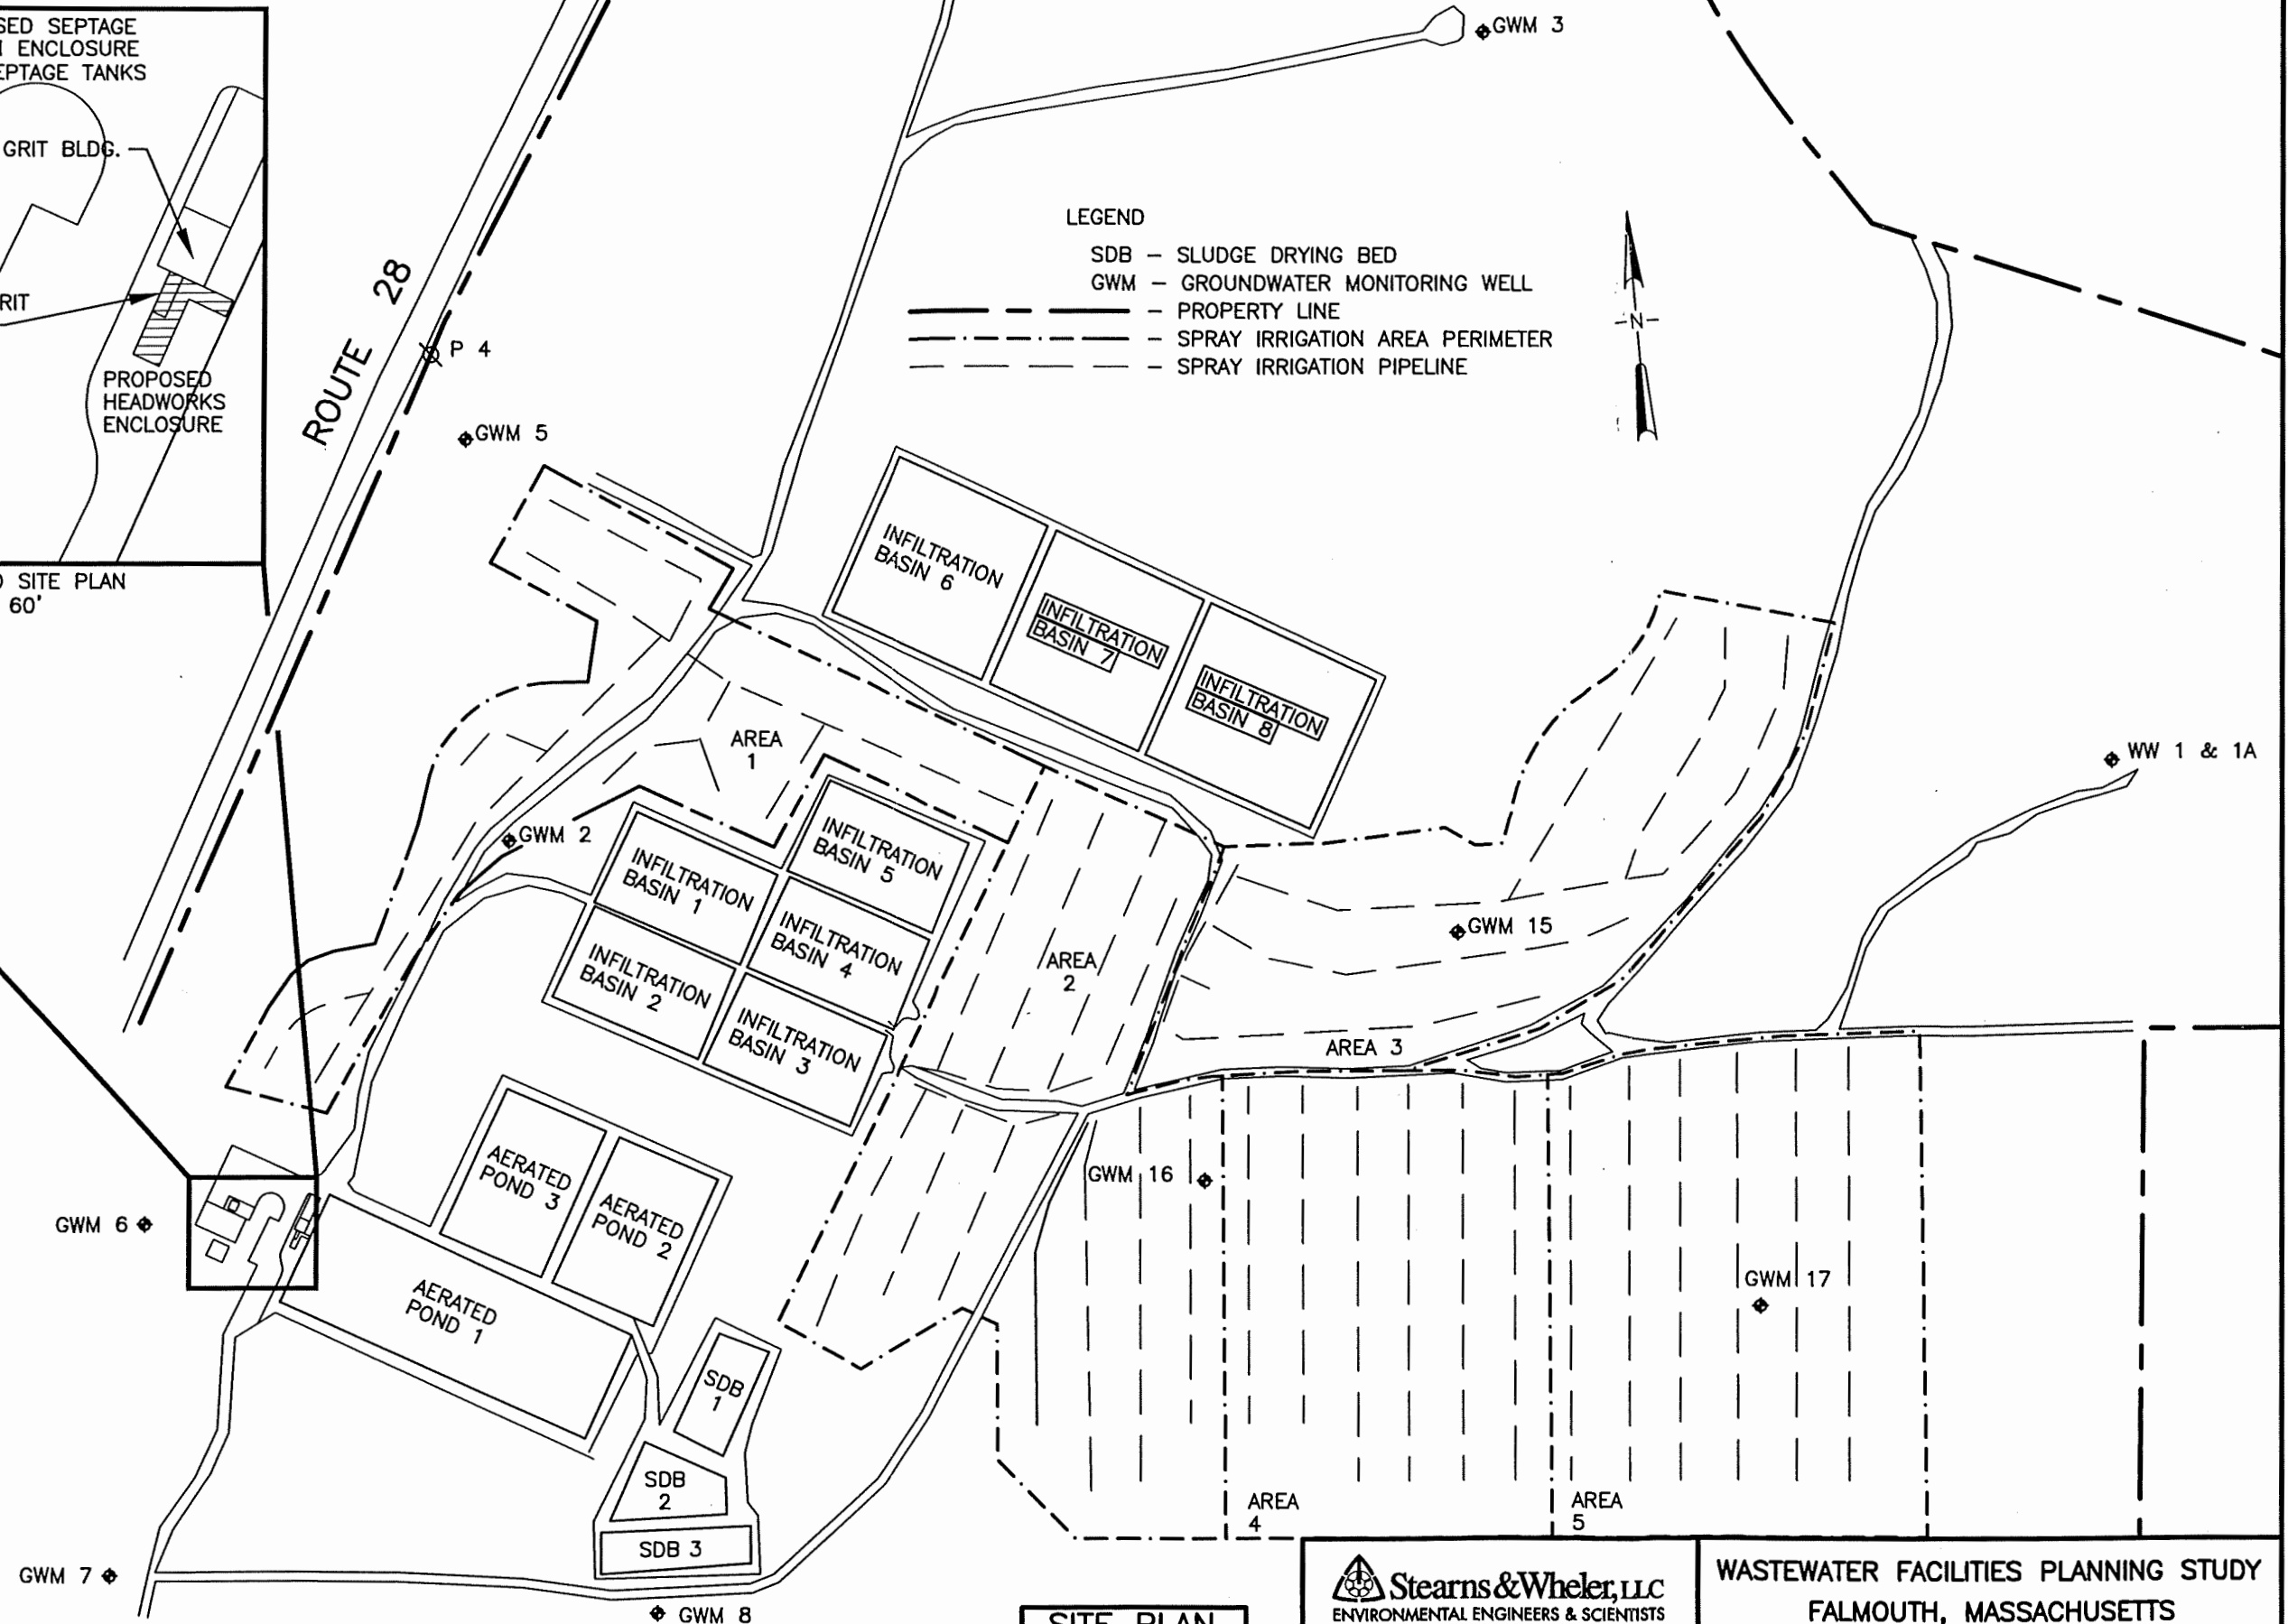 SEPTAGE
ENCLOSURE
TANKS
GRIT BLDG.
PROPOSED
HEADWORKS
ENCLOSURE
SITE PLAN
60'
ROUTE 28
P 4
GWM 5
GWM 3
LEGEND
SDB – SLUDGE DRYING BED
GWM – GROUNDWATER MONITORING WELL
– PROPERTY LINE
– SPRAY IRRIGATION AREA PERIMETER
– SPRAY IRRIGATION PIPELINE
N
INFILTRATION
BASIN 6
INFILTRATION
BASIN 7
INFILTRATION
BASIN 8
AREA
1
WW 1 & 1A
GWM 2
INFILTRATION
BASIN 5
INFILTRATION
BASIN 1
INFILTRATION
BASIN 4
INFILTRATION
BASIN 2
INFILTRATION
BASIN 3
AREA
2
GWM 15
AREA 3
AERATED
POND 3
AERATED
POND 2
GWM 16
GWM 6
AERATED
POND 1
GWM 17
SDB
1
SDB
2
SDB 3
AREA
4
AREA
5
GWM 7
GWM 8
SITE PLAN
Stearns & Wheler, LLC
ENVIRONMENTAL ENGINEERS & SCIENTISTS
WASTEWATER FACILITIES PLANNING STUDY
FALMOUTH, MASSACHUSETTS